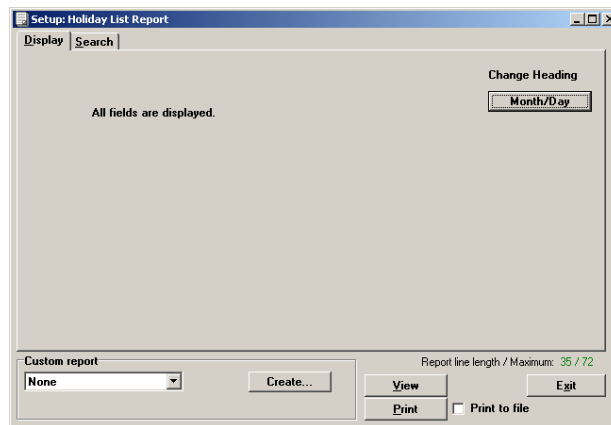 Setup: Holiday List Report
Display Search
Change Heading
Month/Day
All fields are displayed.
Custom report
Report line length / Maximum: 35 / 72
None
Create...
View
Exit
Print
Print to file